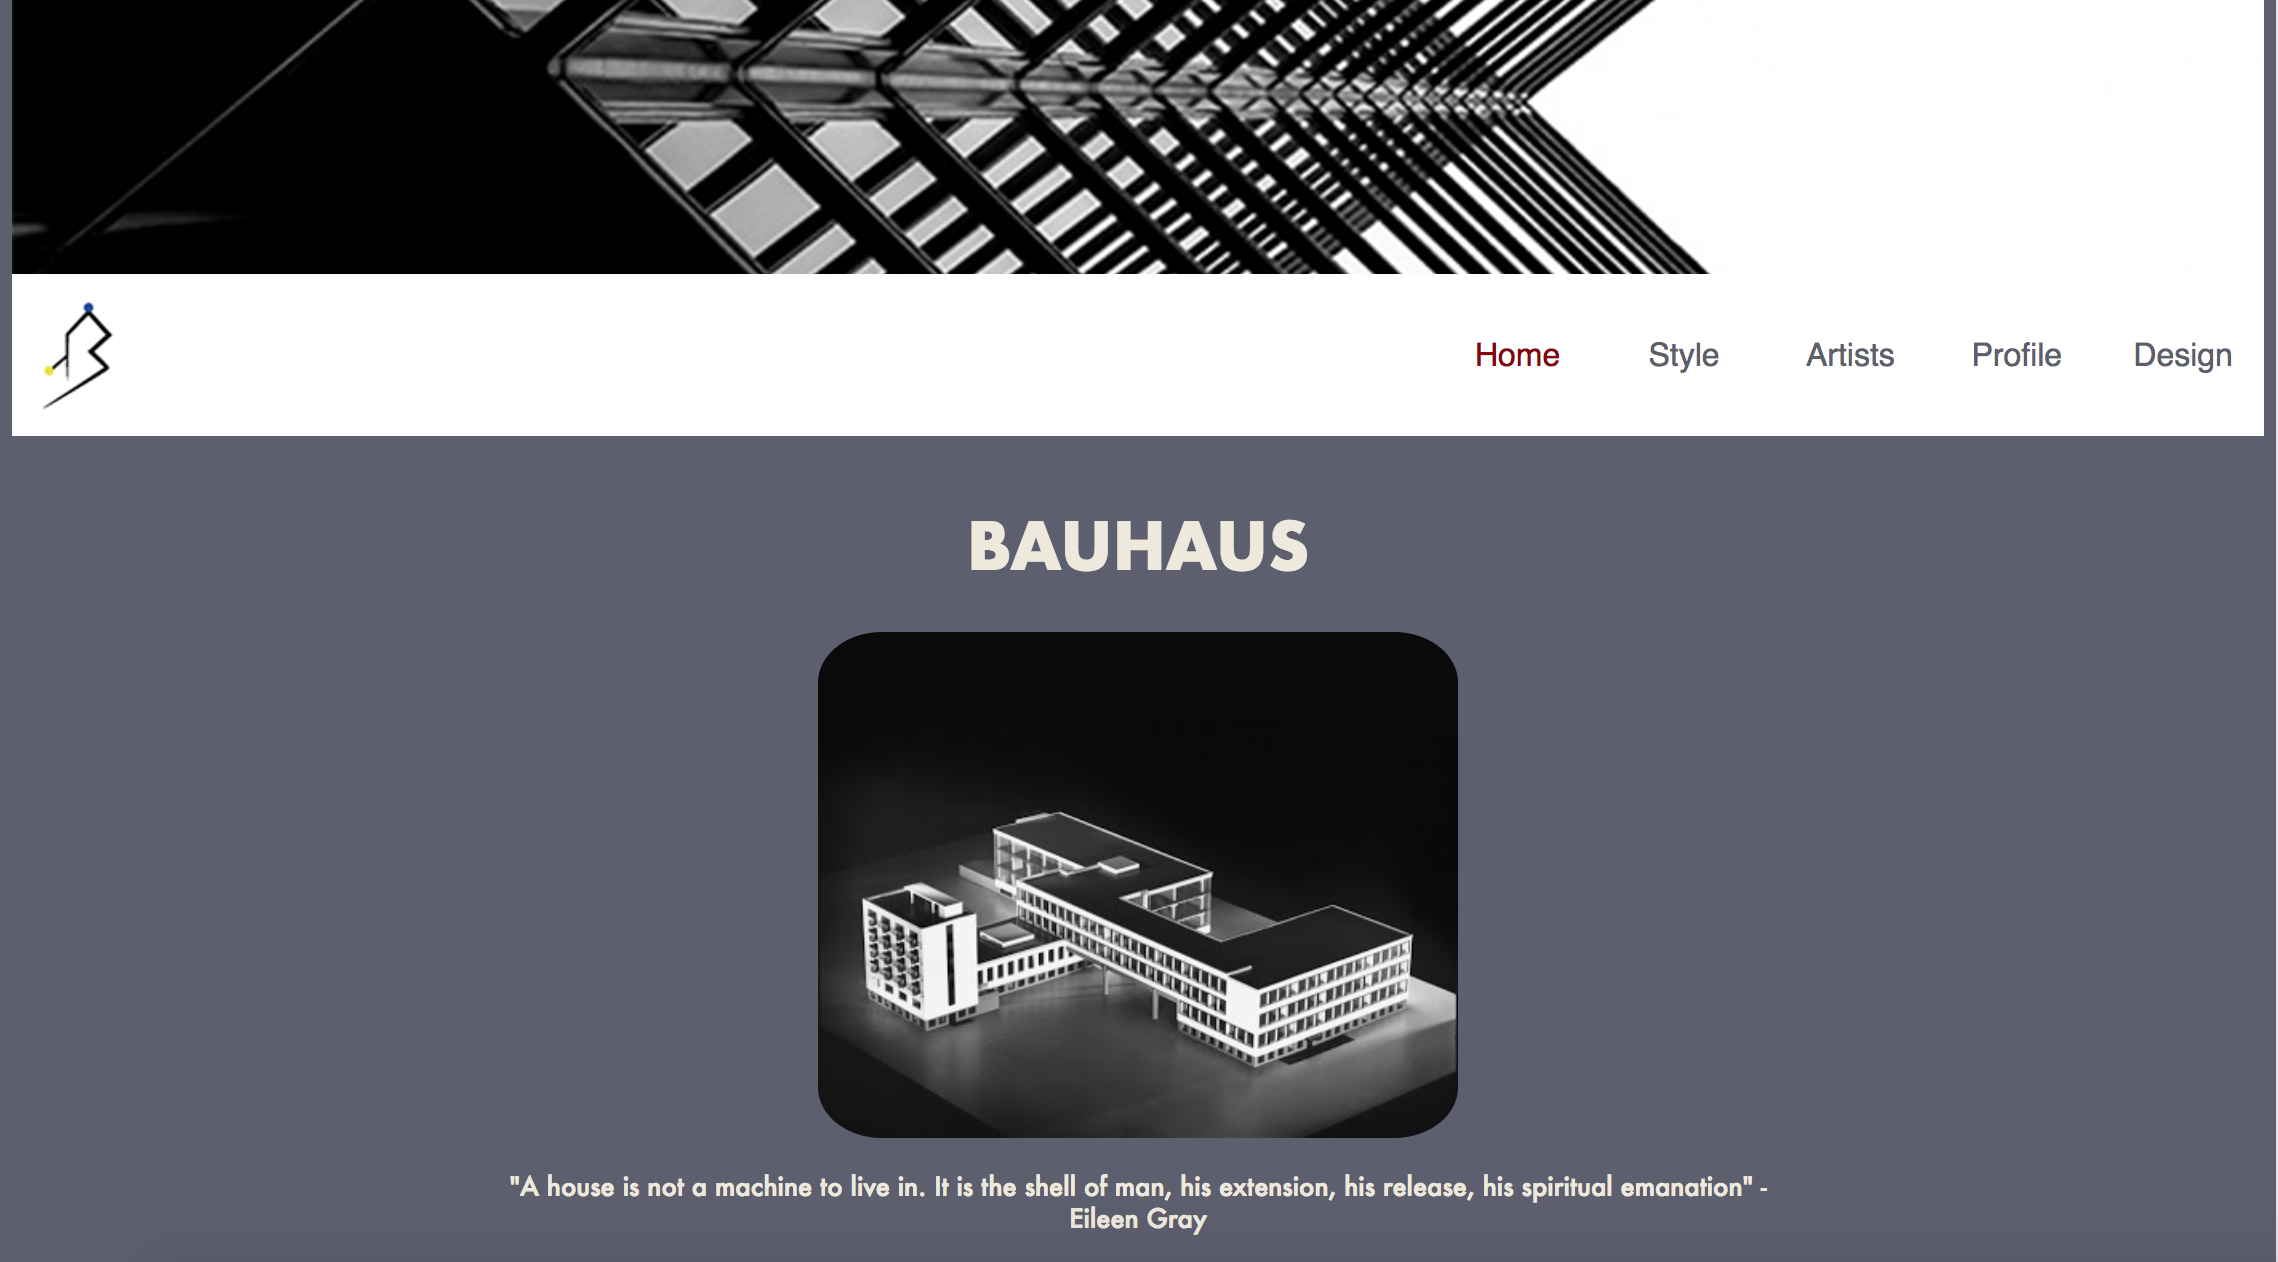 Home Style Artists Profile Design
BAUHAUS
"A house is not a machine to live in. It is the shell of man, his extension, his release, his spiritual emanation" -
Eileen Gray